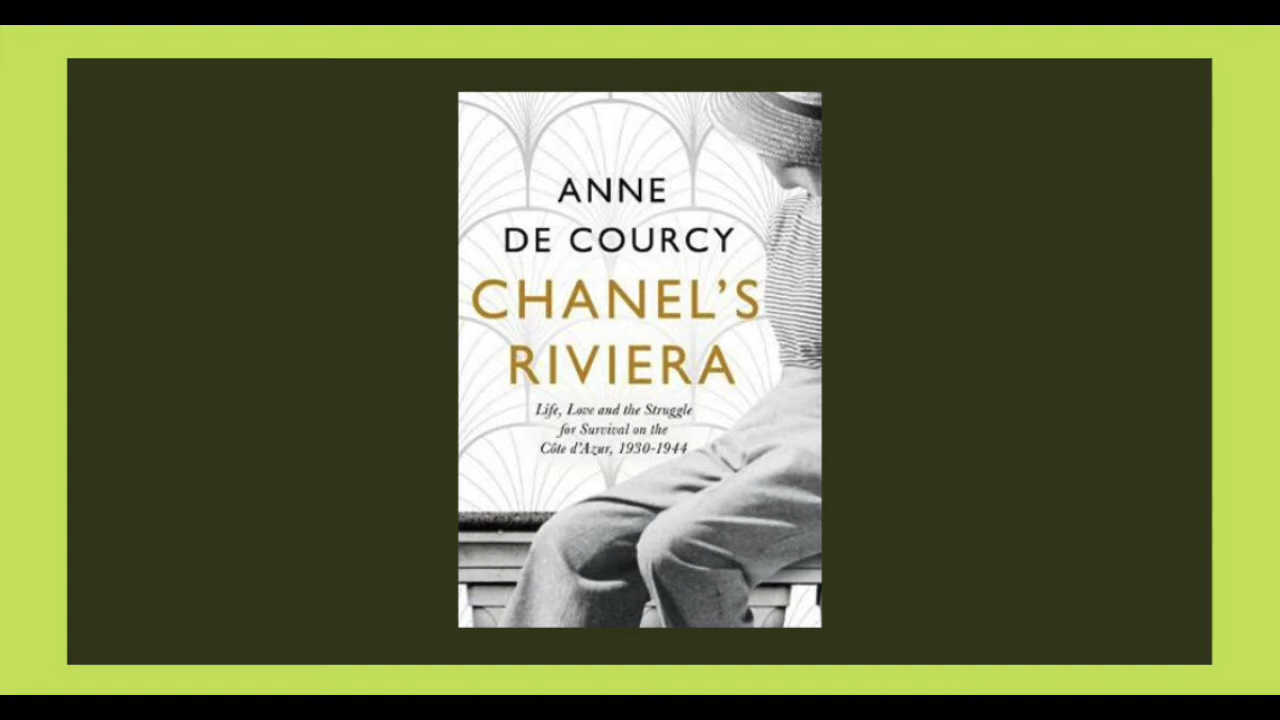 ANNE
DE COURCY
CHANEL'S
RIVIERA
Life, Love and the Struggle
for Survival on the
Côte d'Azur, 1930-1944